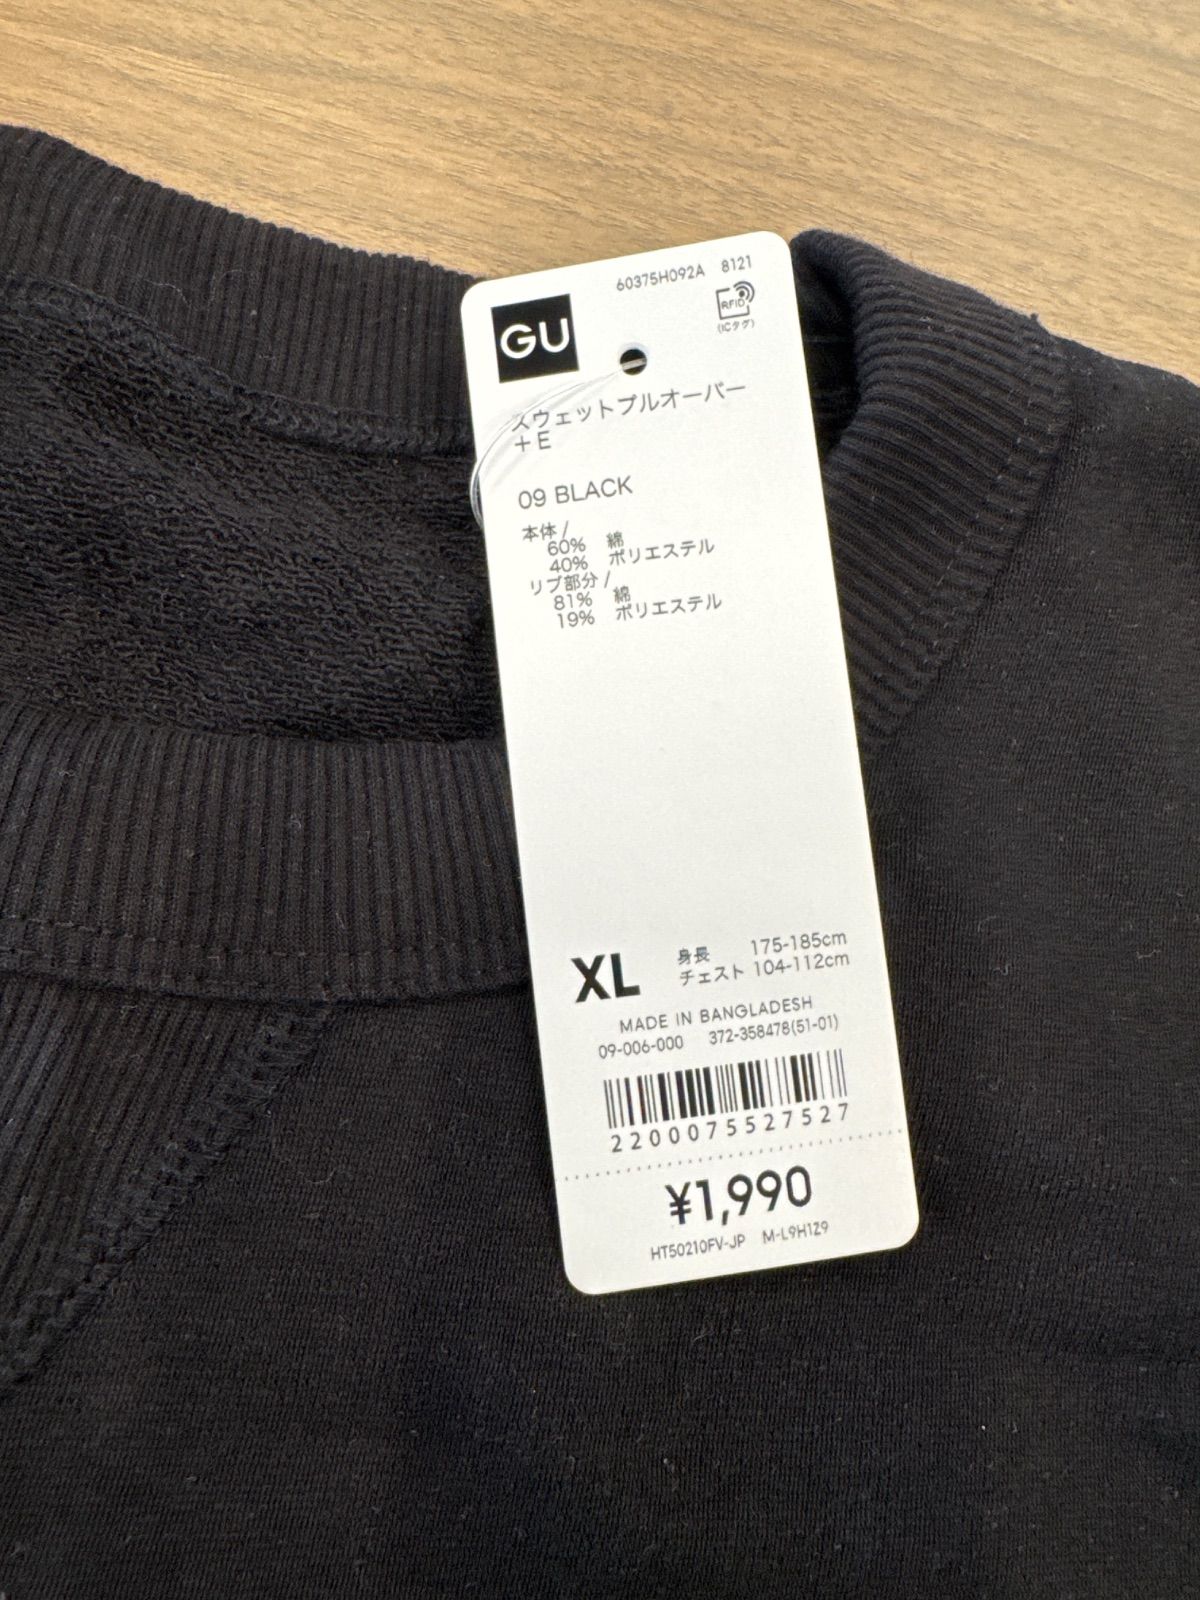 60375H092A 8121
GU
RFID
(ICタグ)
スウェットプルオーバー
+E
09 BLACK
本体/
60% 綿
40% ポリエステル
リブ部分/
81% 綿
19% ポリエステル
XL 身長 175-185cm
チェスト 104-112cm
MADE IN BANGLADESH
09-006-000 372-358478(51-01)
2200075527527
¥1,990
HT50210FV-JP M-L9H1Z9